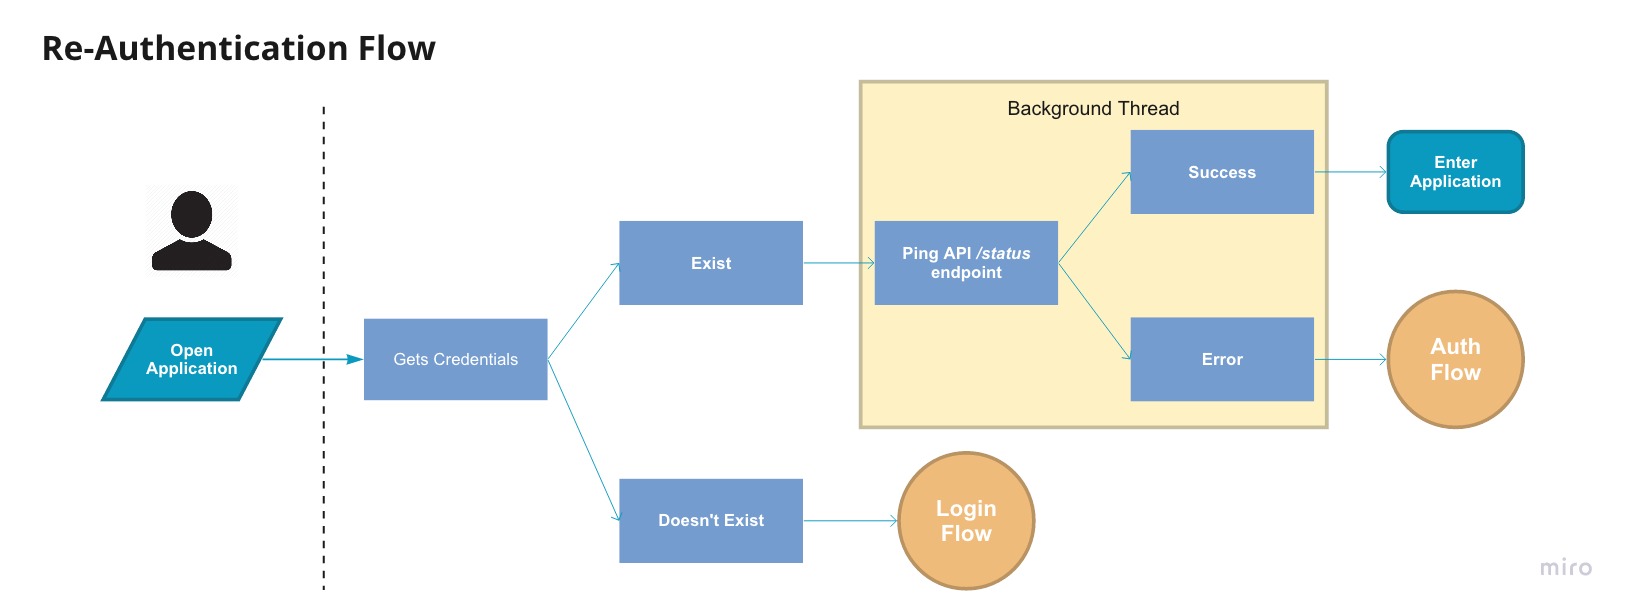 Re-Authentication Flow
Background Thread
Success
Enter
Application
Exist
Ping API /status
endpoint
Open
Application
Gets Credentials
Error
Auth
Flow
Doesn't Exist
Login
Flow
miro